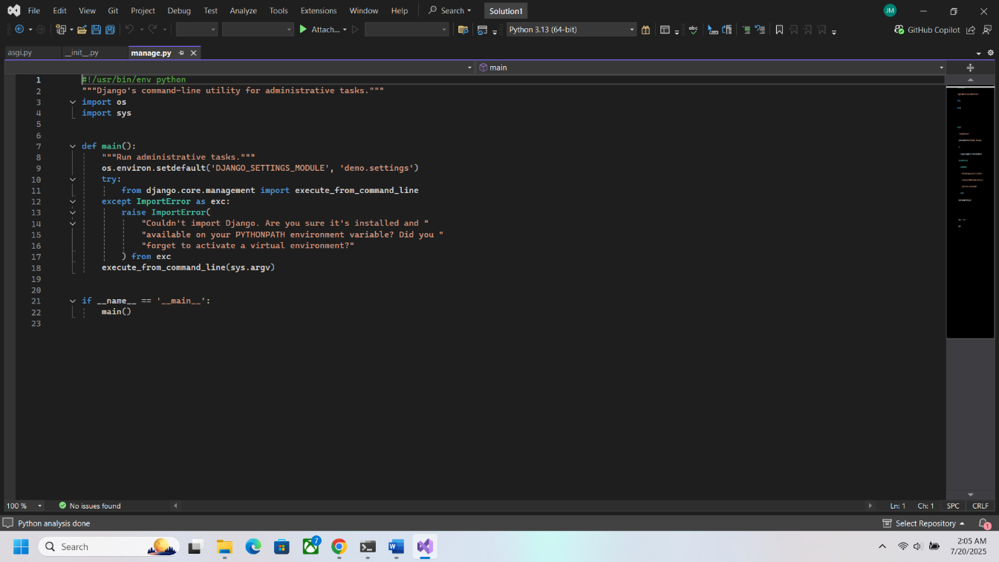 File Edit View Git Project Debug Test Analyze Tools Extensions Window Help Search Solution1 JM
Attach... Python 3.13 (64-bit) abc GitHub Copilot
asgi.py __init__.py manage.py
main
1 #!/usr/bin/env python
2 """Django's command-line utility for administrative tasks."""
3 import os
4 import sys
5
6
7 def main():
8 """Run administrative tasks."""
9 os.environ.setdefault('DJANGO_SETTINGS_MODULE', 'demo.settings')
10 try:
11 from django.core.management import execute_from_command_line
12 except ImportError as exc:
13 raise ImportError(
14 "Couldn't import Django. Are you sure it's installed and "
15 "available on your PYTHONPATH environment variable? Did you "
16 "forget to activate a virtual environment?"
17 ) from exc
18 execute_from_command_line(sys.argv)
19
20
21 if __name__ == '__main__':
22 main()
23
100 % No issues found Ln: 1 Ch: 1 SPC CRLF
Python analysis done Select Repository 1
Search 7 W 2:05 AM
7/20/2025